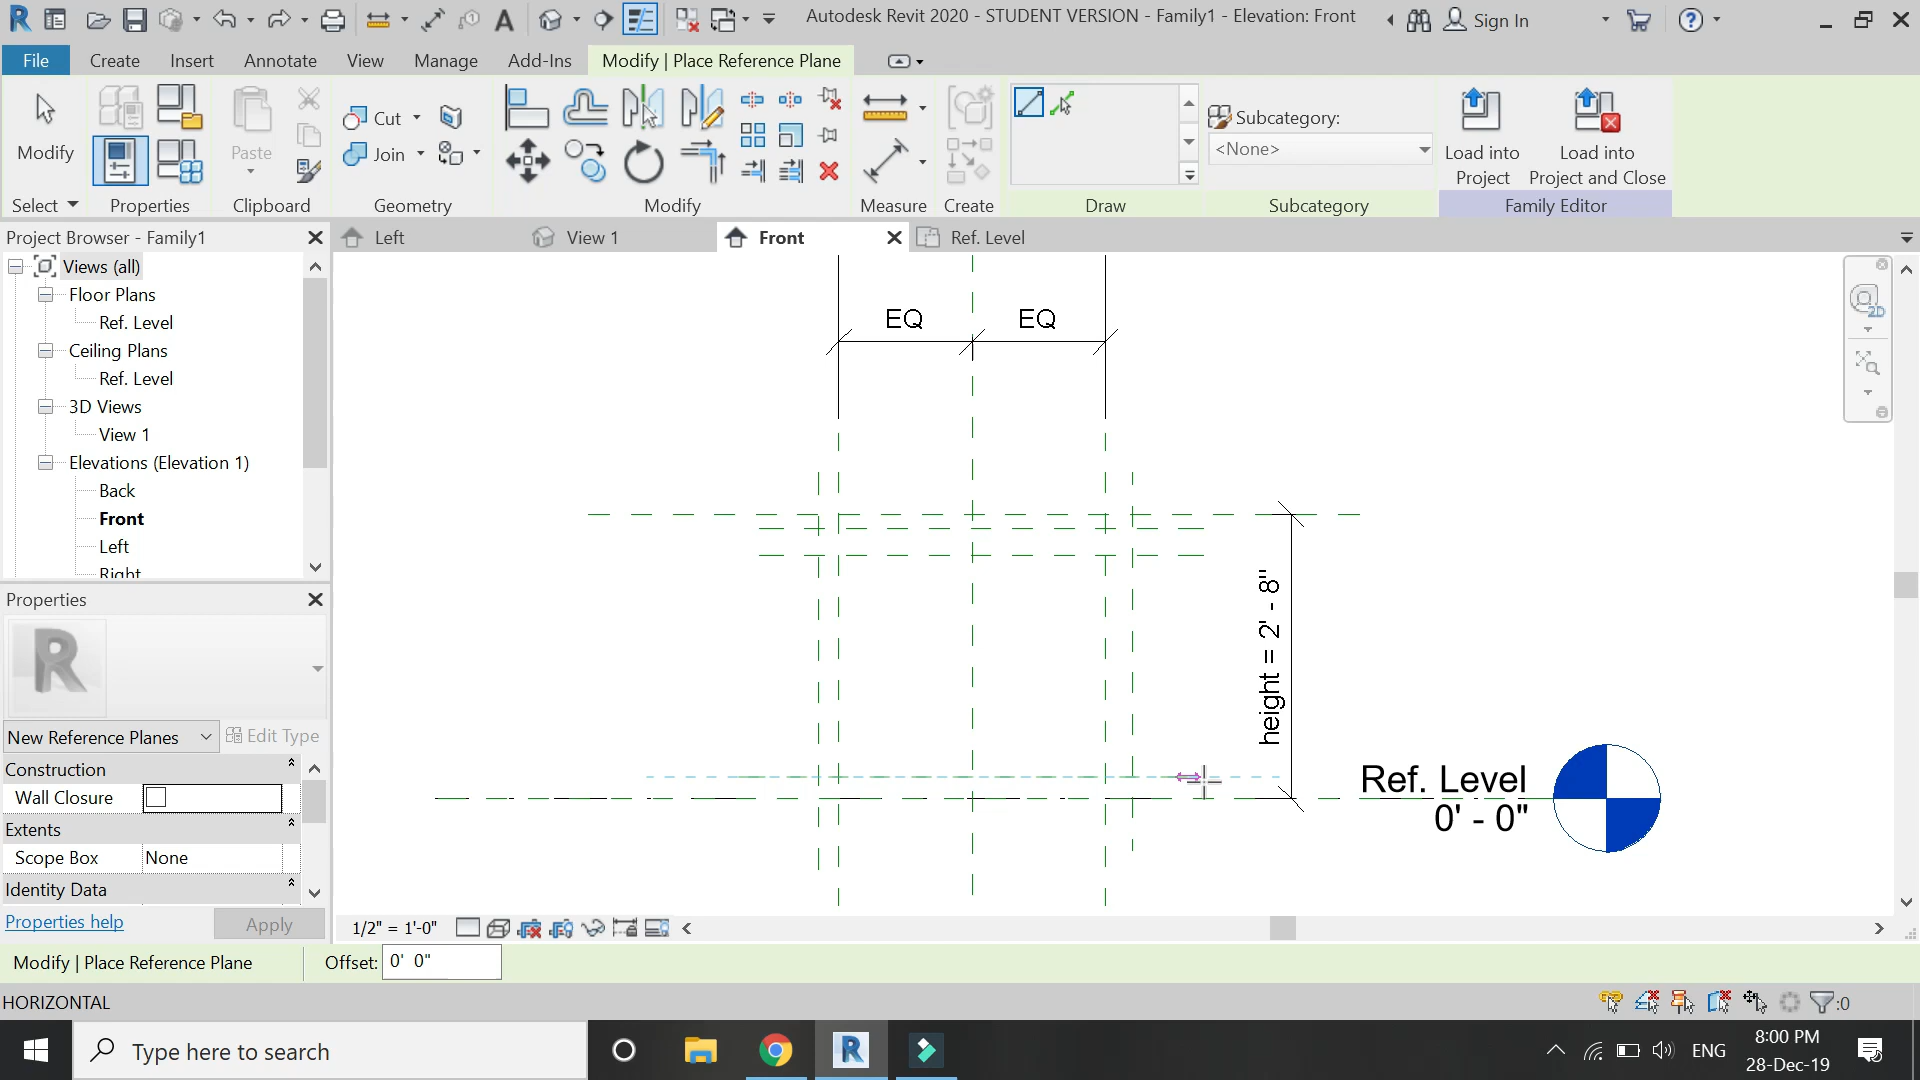 Autodesk Revit 2020 - STUDENT VERSION - Family1 - Elevation: Front
Sign In
File
Create
Insert
Annotate
View
Manage
Add-Ins
Modify | Place Reference Plane
Modify
Paste
Cut
Join
Subcategory:
<None>
Load into
Project
Load into
Project and Close
Select
Properties
Clipboard
Geometry
Modify
Measure
Create
Draw
Subcategory
Family Editor
Project Browser - Family1
Left
View 1
Front
Ref. Level
Views (all)
Floor Plans
Ref. Level
Ceiling Plans
Ref. Level
3D Views
View 1
Elevations (Elevation 1)
Back
Front
Left
Right
Properties
New Reference Planes
Edit Type
Construction
Wall Closure
Extents
Scope Box
None
Identity Data
Properties help
Apply
EQ
EQ
height = 2' - 8"
Ref. Level
0' - 0"
2D
1/2" = 1'-0"
Modify | Place Reference Plane
Offset:
0' 0"
HORIZONTAL
:0
Type here to search
ENG
8:00 PM
28-Dec-19